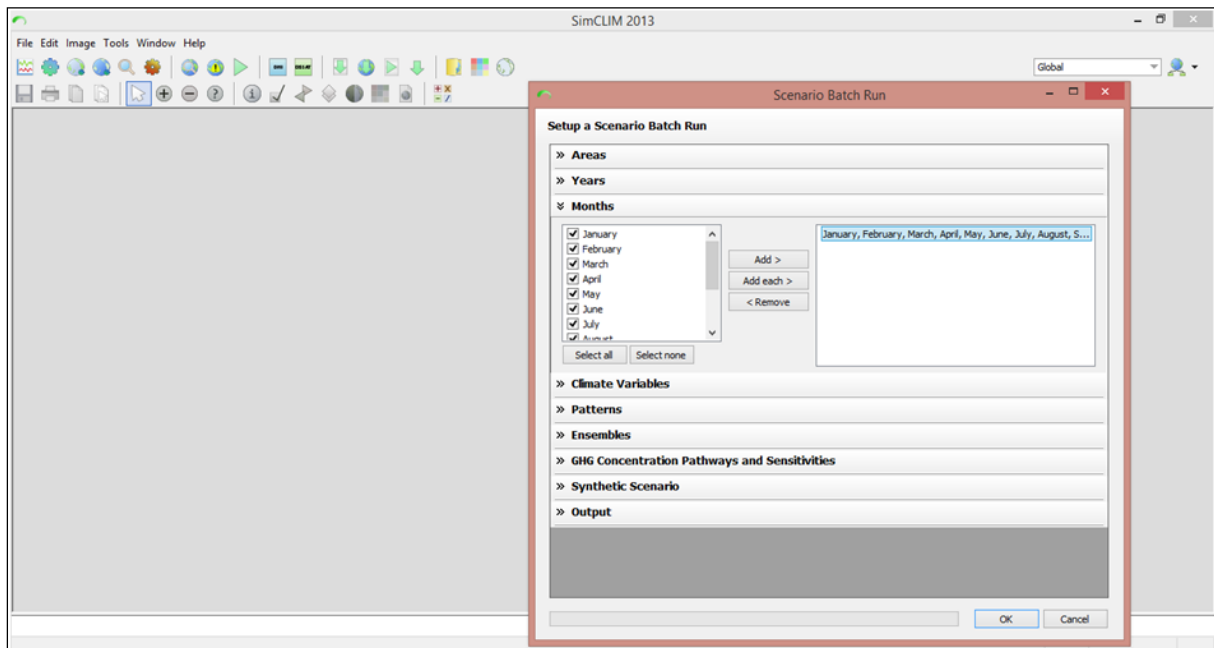 SimCLIM 2013
File Edit Image Tools Window Help
Global
Scenario Batch Run
Setup a Scenario Batch Run
» Areas
» Years
Months
January
February
March
April
May
June
July
August
Select all Select none
Add >
Add each >
< Remove
January, February, March, April, May, June, July, August, S...
» Climate Variables
» Patterns
» Ensembles
» GHG Concentration Pathways and Sensitivities
» Synthetic Scenario
» Output
OK Cancel